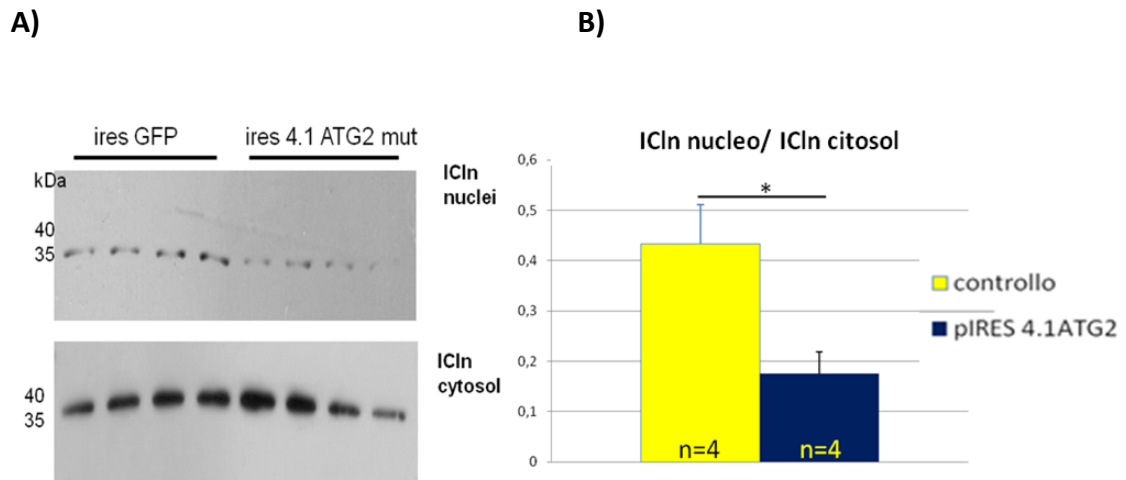 A)
ires GFP
ires 4.1 ATG2 mut
kDa
40
35
ICln
nuclei
40
35
ICln
cytosol
B)
ICln nucleo/ ICln citosol
0,6
0,5
0,4
0,3
0,2
0,1
0
*
n=4
n=4
controllo
pIRES 4.1ATG2